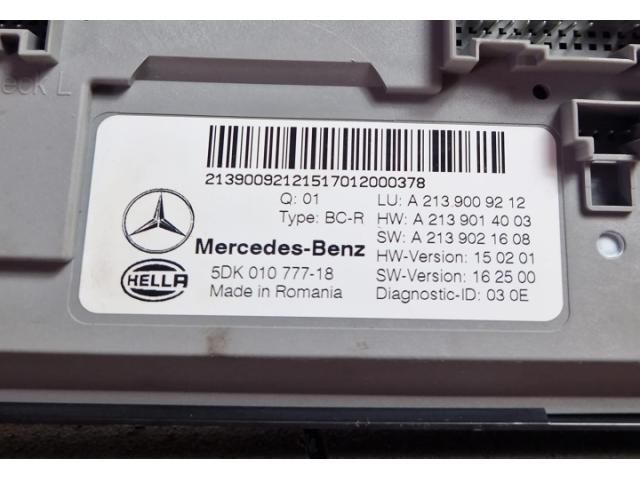 eck L
21390092121517012000378
Q: 01
Type: BC-R
Mercedes-Benz
HELLA
5DK 010 777-18
Made in Romania
LU: A 213 900 92 12
HW: A 213 901 40 03
SW: A 213 902 16 08
HW-Version: 15 02 01
SW-Version: 16 25 00
Diagnostic-ID: 03 0E